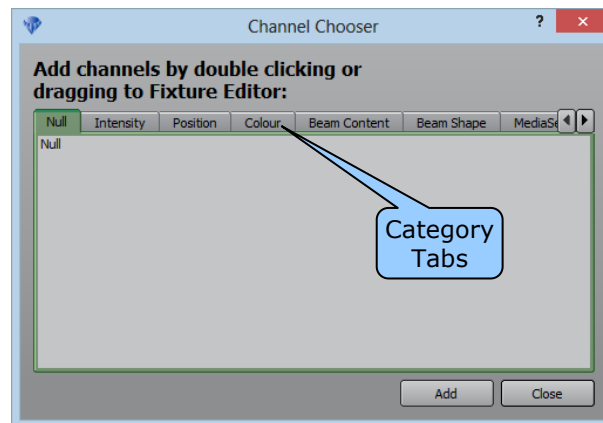 Channel Chooser ? ×
Add channels by double clicking or
dragging to Fixture Editor:
Null Intensity Position Colour Beam Content Beam Shape MediaSe
Null
Category
Tabs
Add Close